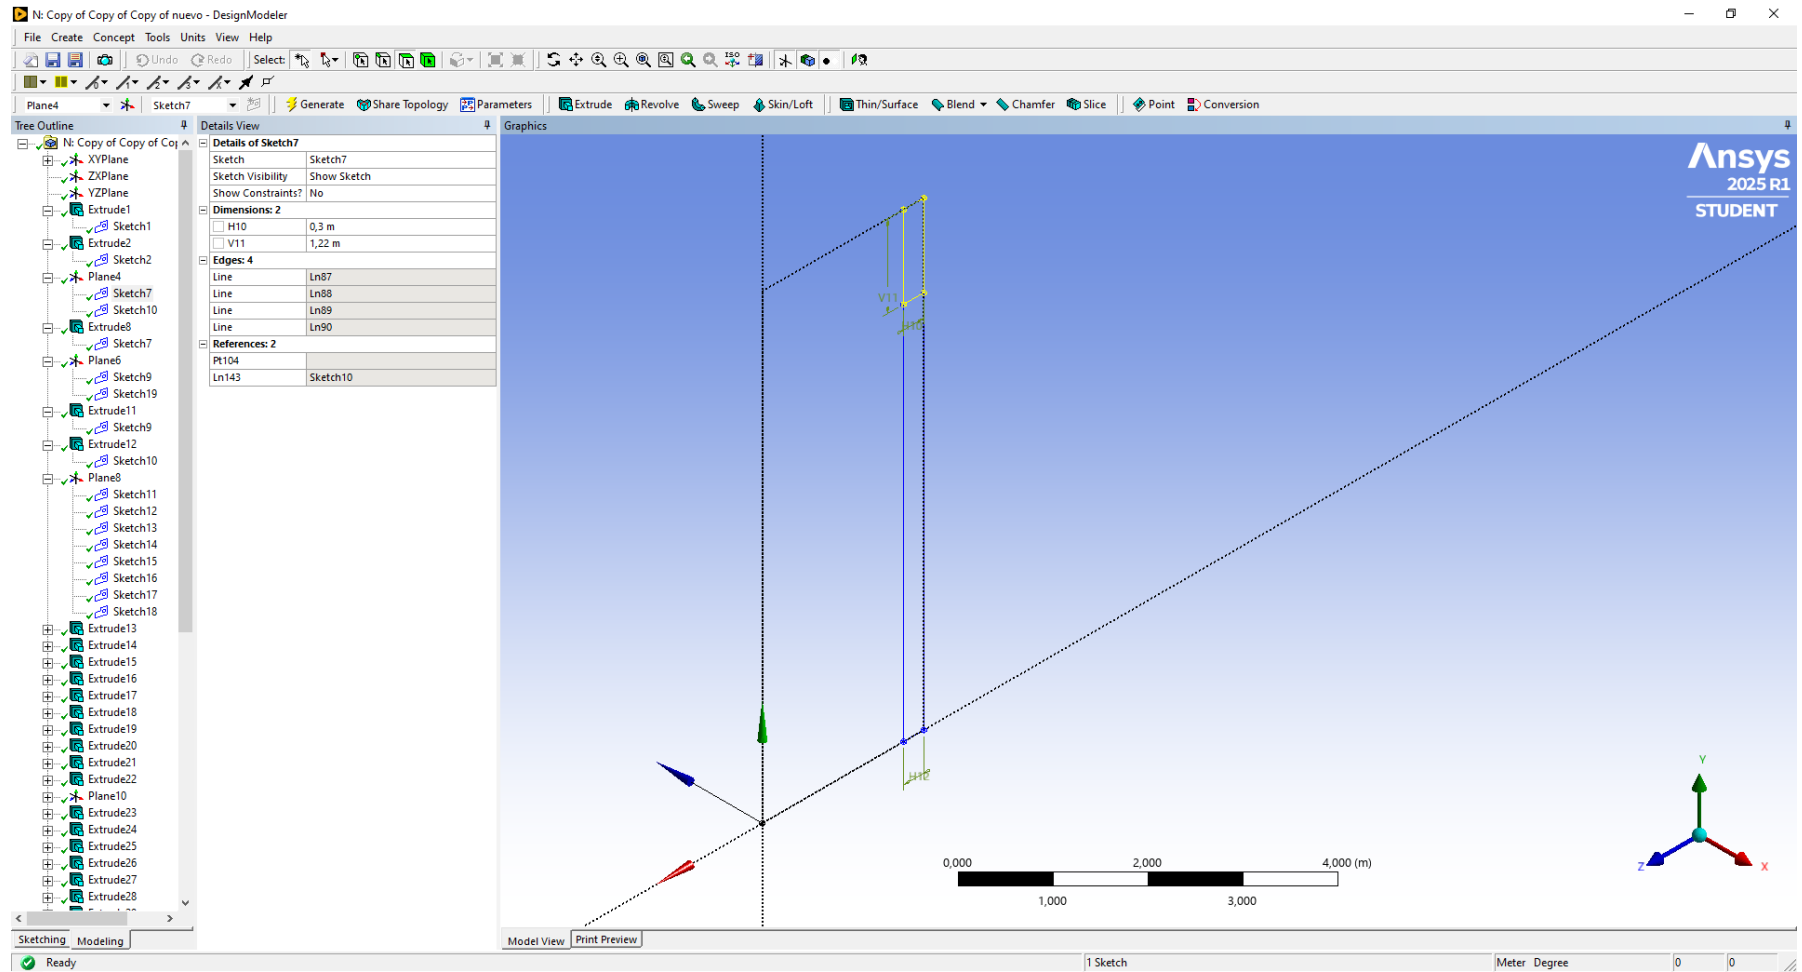 N: Copy of Copy of Copy of nuevo - DesignModeler
File Create Concept Tools Units View Help
Undo Redo Select:
Plane4 Sketch7 Generate Share Topology Parameters Extrude Revolve Sweep Skin/Loft Thin/Surface Blend Chamfer Slice Point Conversion
Tree Outline
N: Copy of Copy of Cop
XYPlane
ZXPlane
YZPlane
Extrude1
Sketch1
Extrude2
Sketch2
Plane4
Sketch7
Sketch10
Extrude8
Sketch7
Plane6
Sketch9
Sketch19
Extrude11
Sketch9
Extrude12
Sketch10
Plane8
Sketch11
Sketch12
Sketch13
Sketch14
Sketch15
Sketch16
Sketch17
Sketch18
Extrude13
Extrude14
Extrude15
Extrude16
Extrude17
Extrude18
Extrude19
Extrude20
Extrude21
Extrude22
Plane10
Extrude23
Extrude24
Extrude25
Extrude26
Extrude27
Extrude28
Sketching Modeling
Details View
Details of Sketch7
Sketch Sketch7
Sketch Visibility Show Sketch
Show Constraints? No
Dimensions: 2
H10 0,3 m
V11 1,22 m
Edges: 4
Line Ln87
Line Ln88
Line Ln89
Line Ln90
References: 2
Pt104
Ln143 Sketch10
Graphics
Ansys
2025 R1
STUDENT
V11
H10
H12
0,000 2,000 4,000 (m)
1,000 3,000
Y
Z X
Model View Print Preview
Ready 1 Sketch Meter Degree 0 0